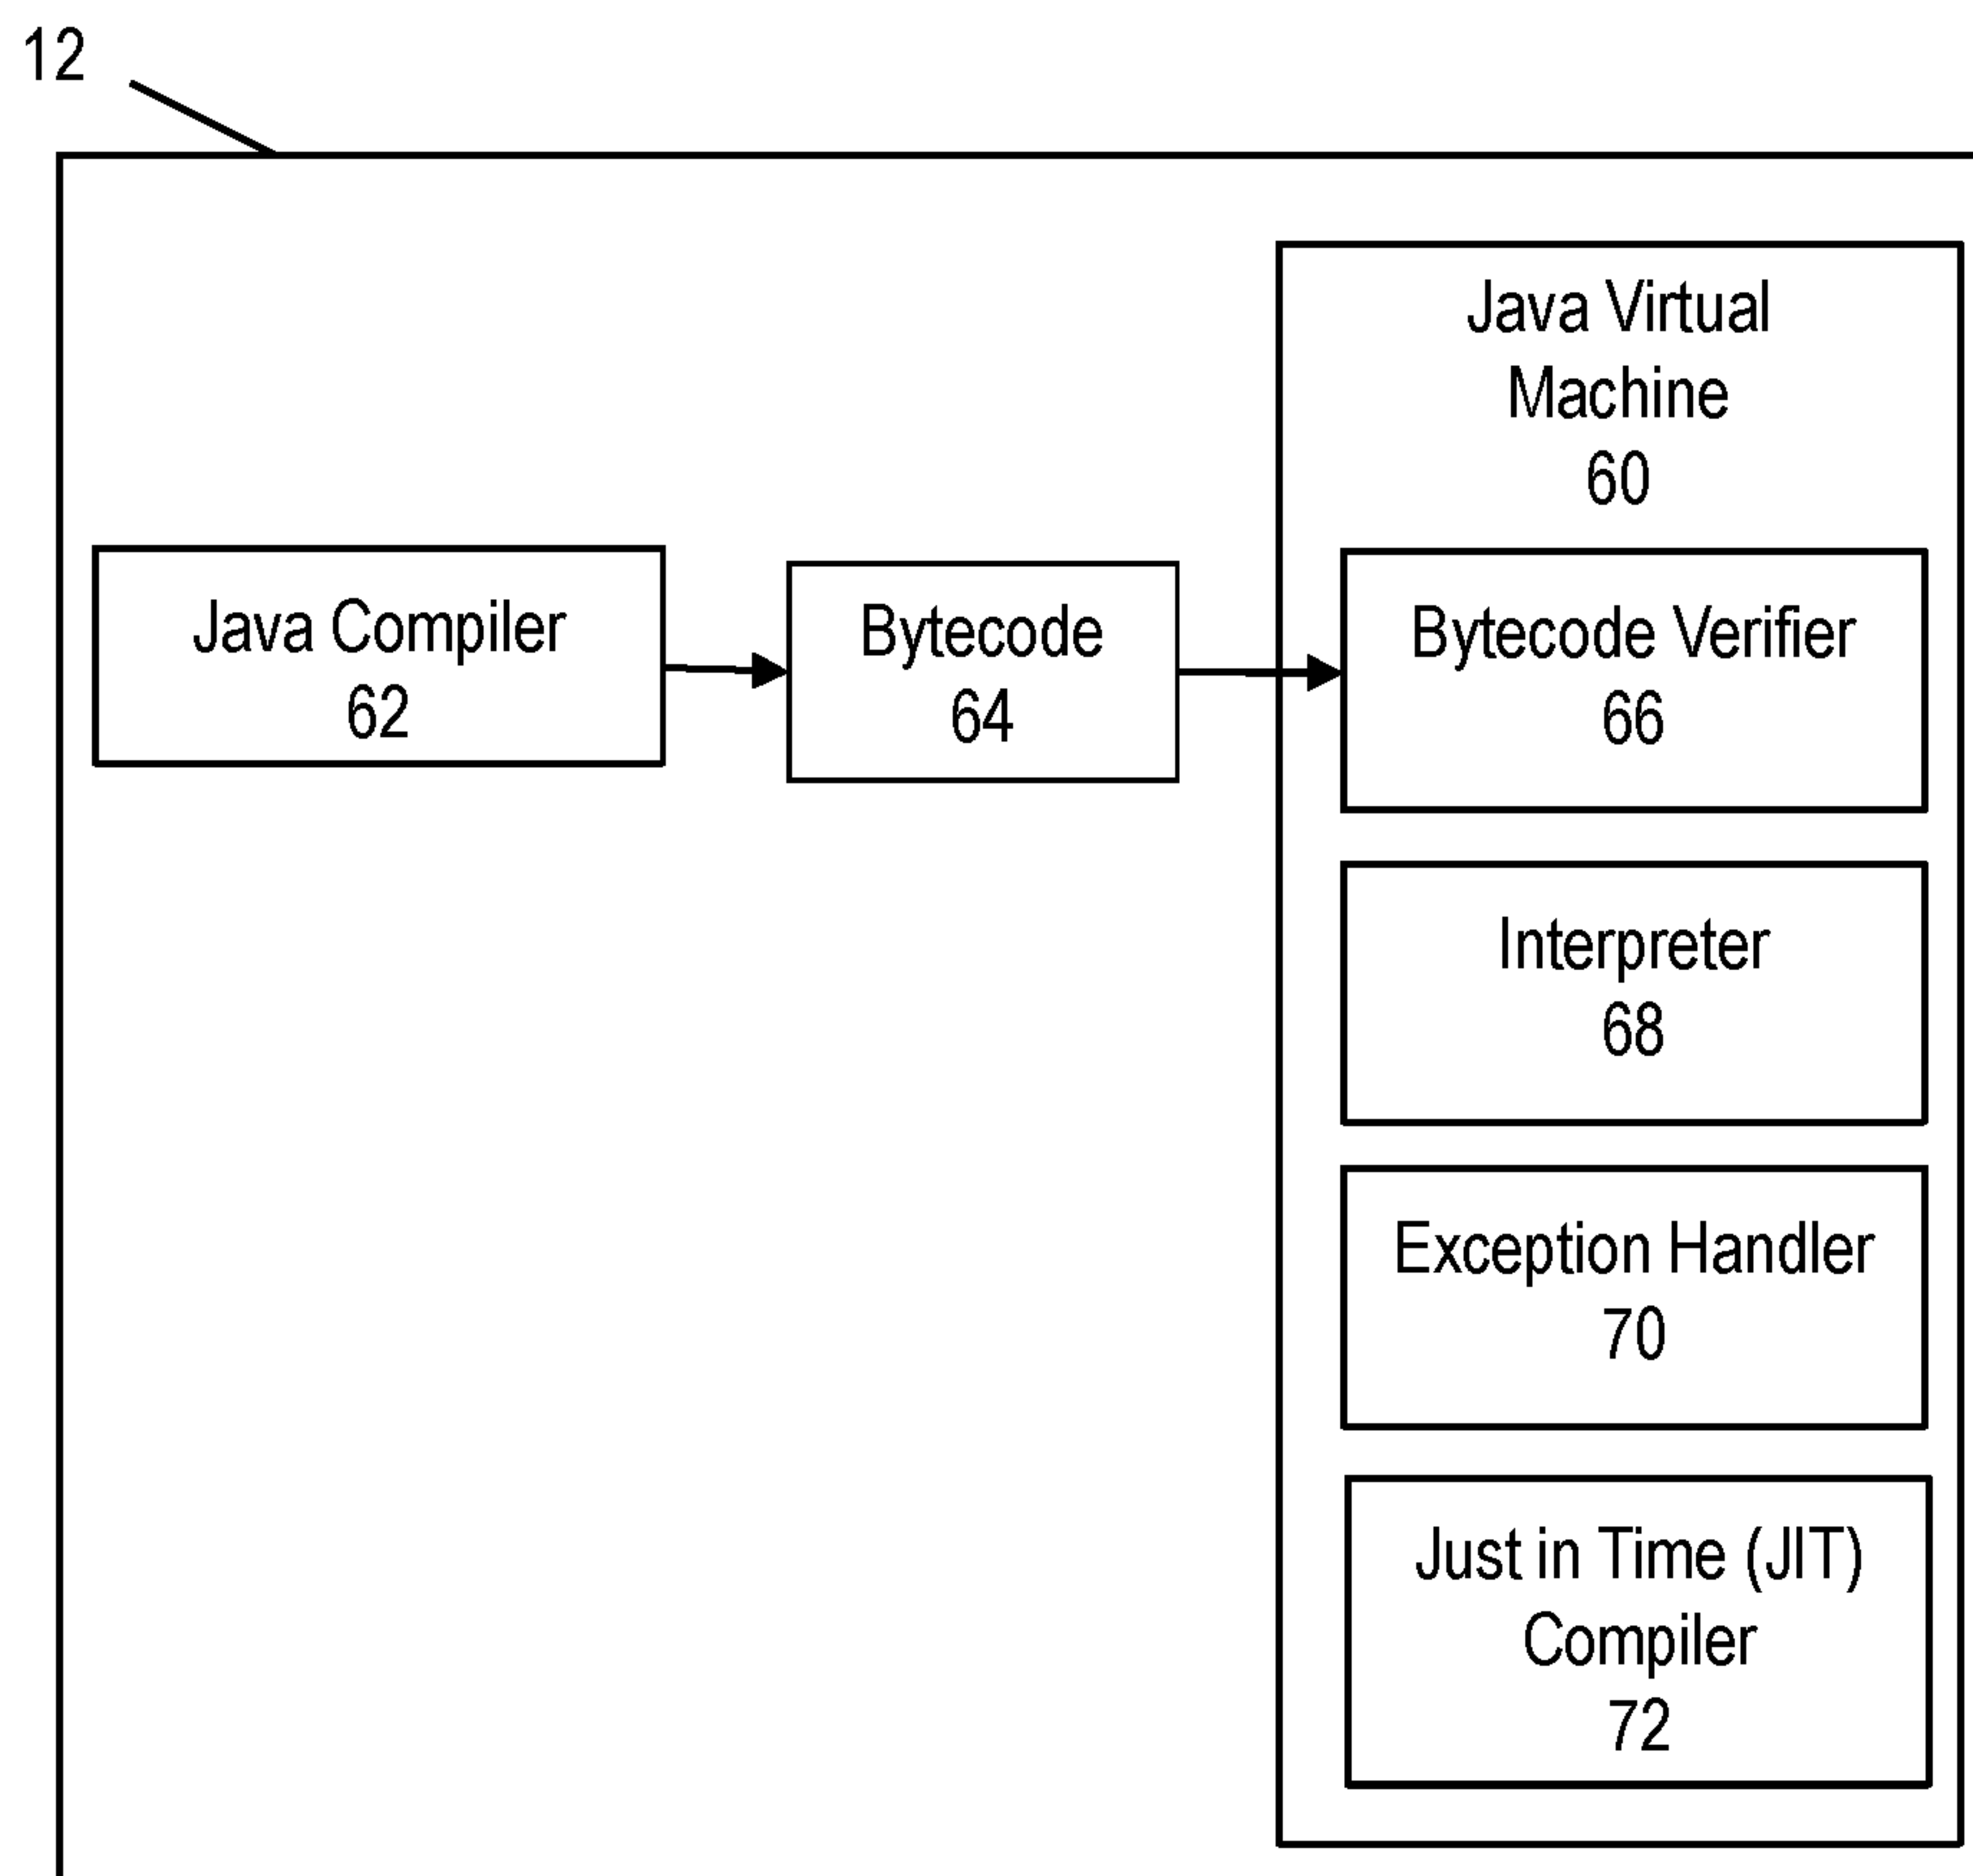 12
Java Virtual
Machine
60
Java Compiler
62
Bytecode
64
Bytecode Verifier
66
Interpreter
68
Exception Handler
70
Just in Time (JIT)
Compiler
72